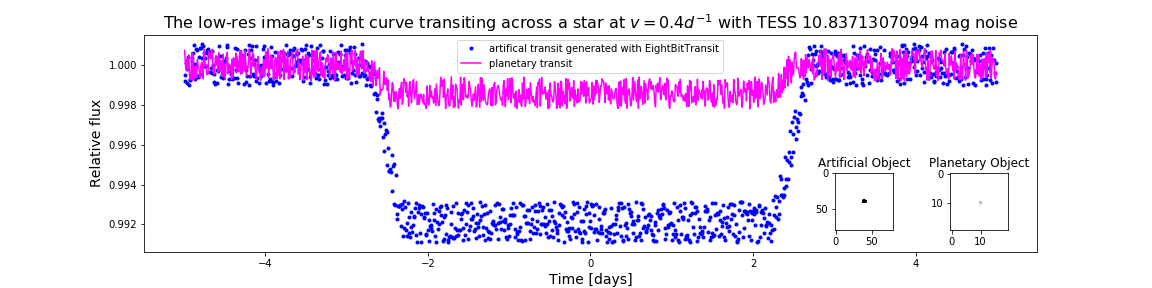 The low-res image's light curve transiting across a star at v = 0.4d⁻¹ with TESS 10.8371307094 mag noise
artifical transit generated with EightBitTransit
planetary transit
Relative flux
1.000
0.998
0.996
0.994
0.992
Artificial Object
0
50
0 50
Planetary Object
0
10
0 10
−4 −2 0 2 4
Time [days]